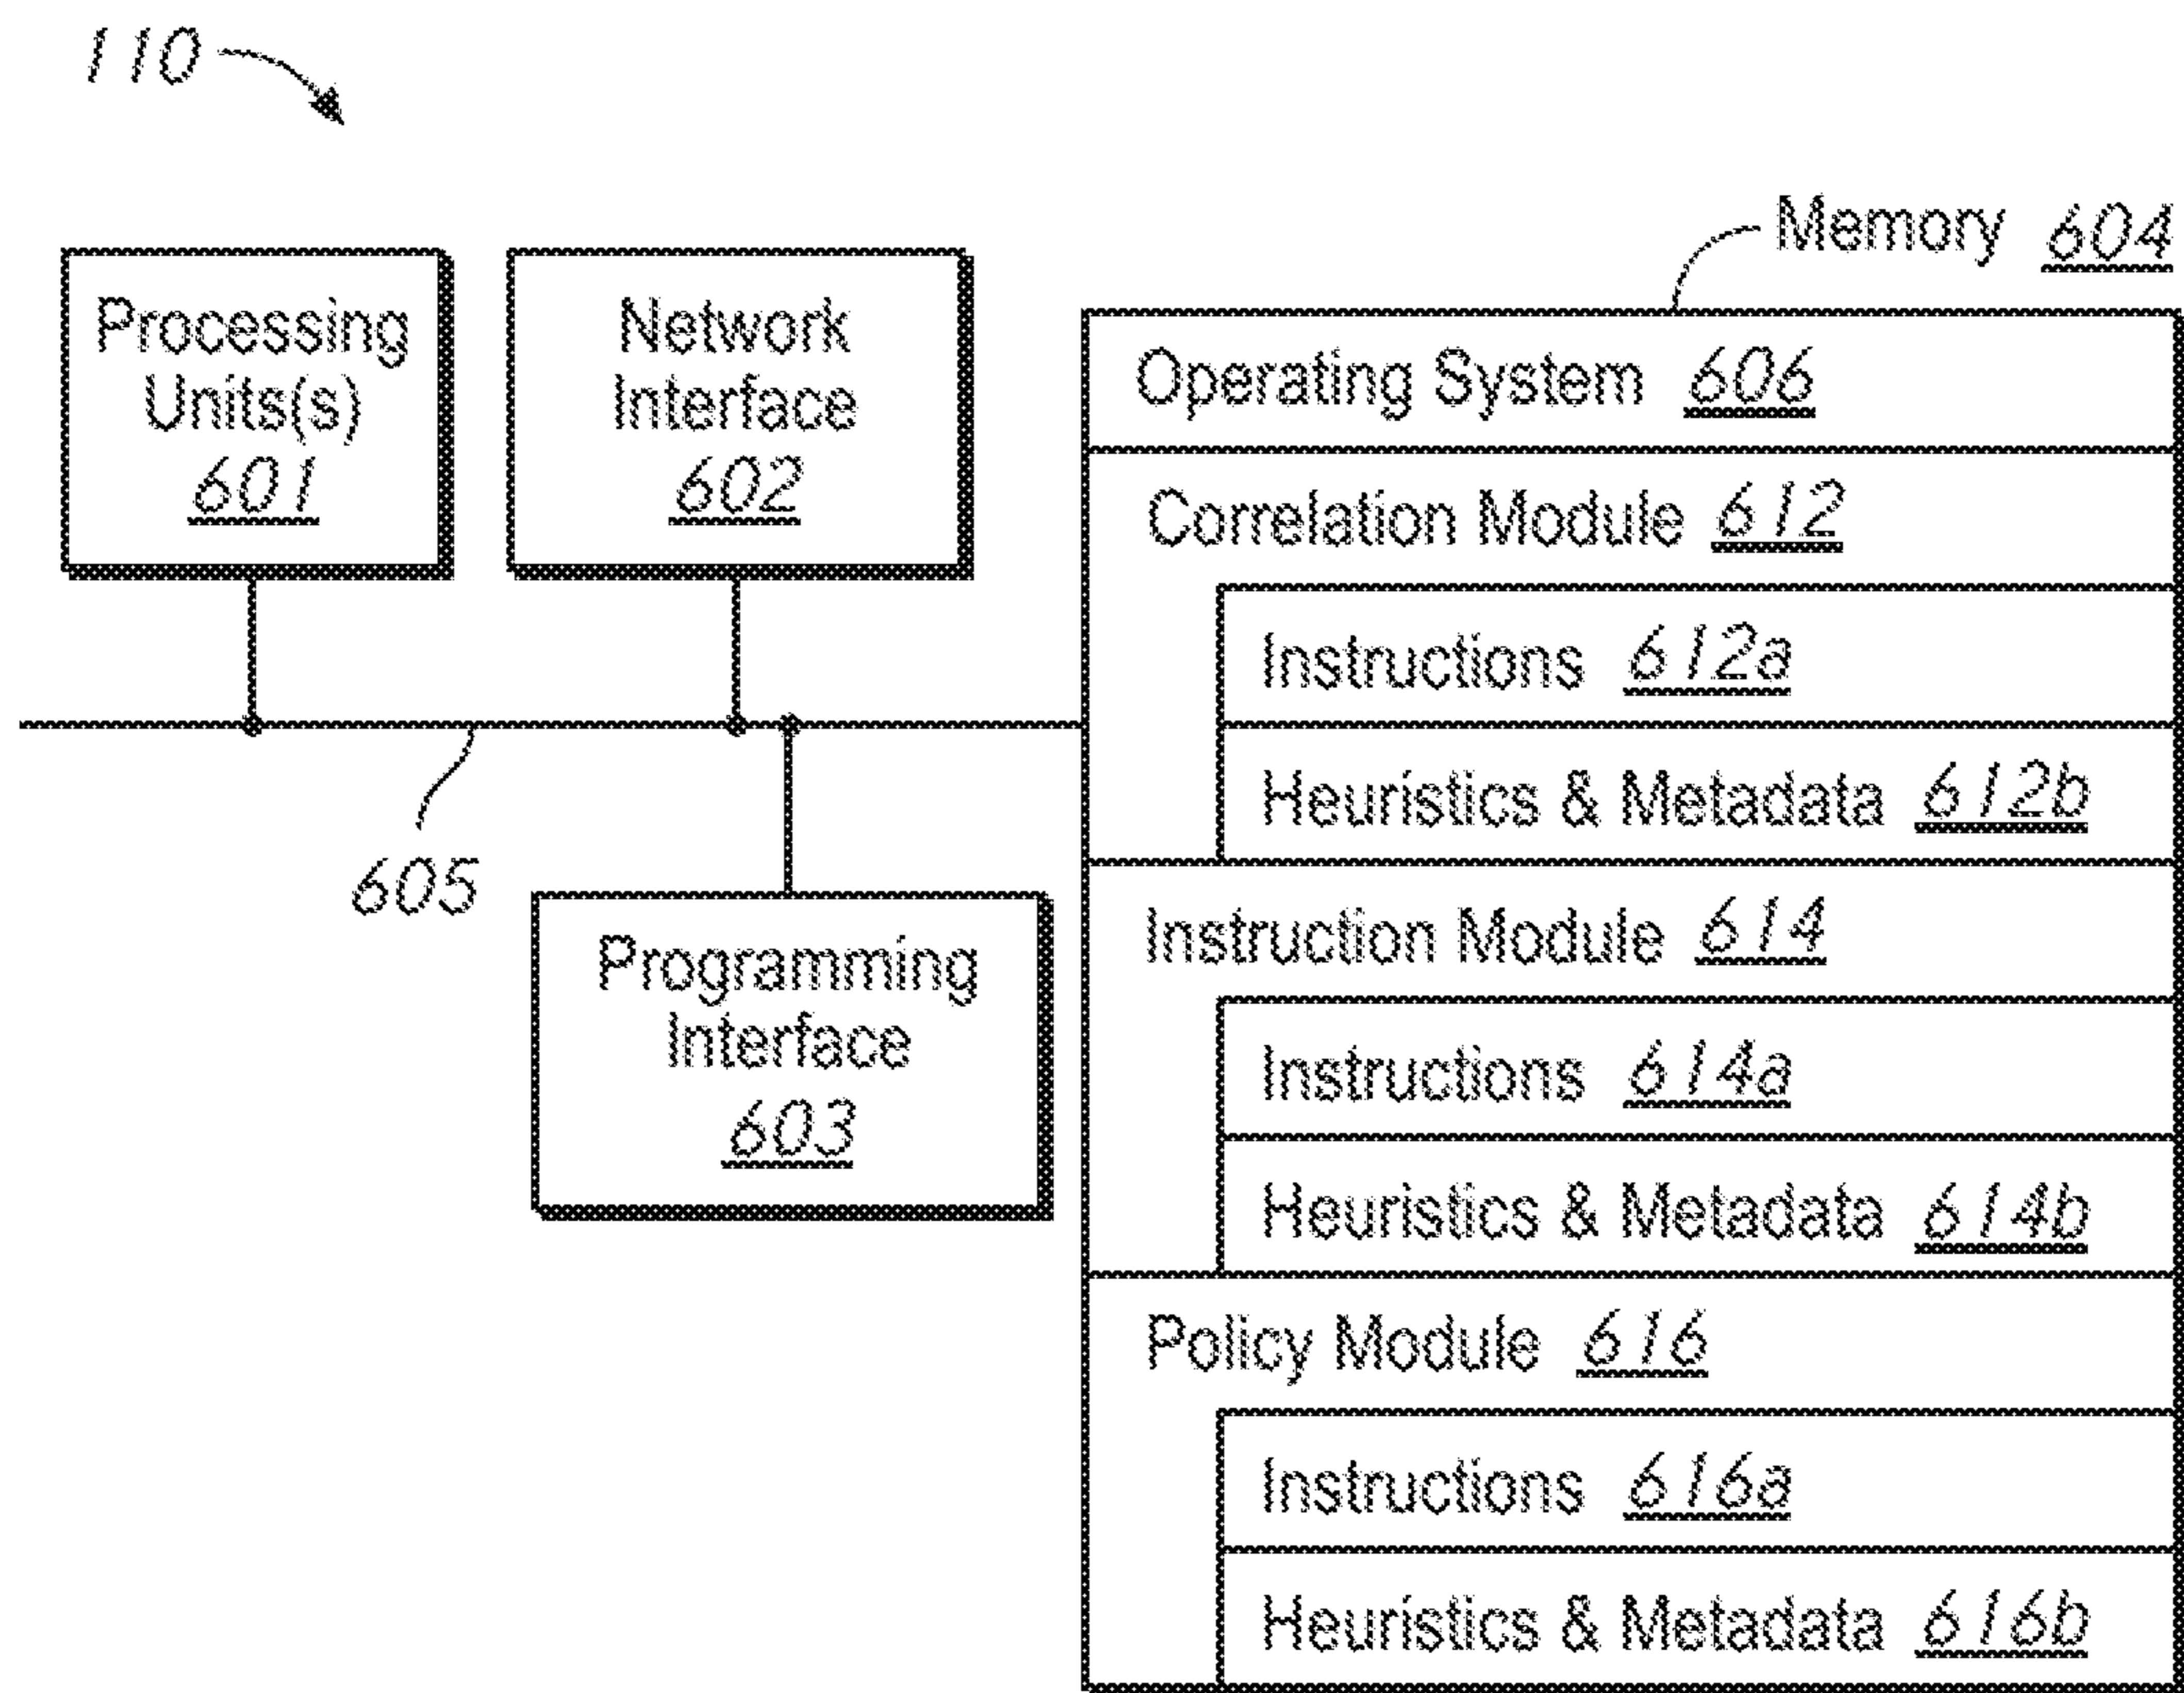 110
Memory 604
Processing
Units(s)
601
Network
Interface
602
605
Programming
Interface
603
Operating System 606
Correlation Module 612
Instructions 612a
Heuristics & Metadata 612b
Instruction Module 614
Instructions 614a
Heuristics & Metadata 614b
Policy Module 616
Instructions 616a
Heuristics & Metadata 616b